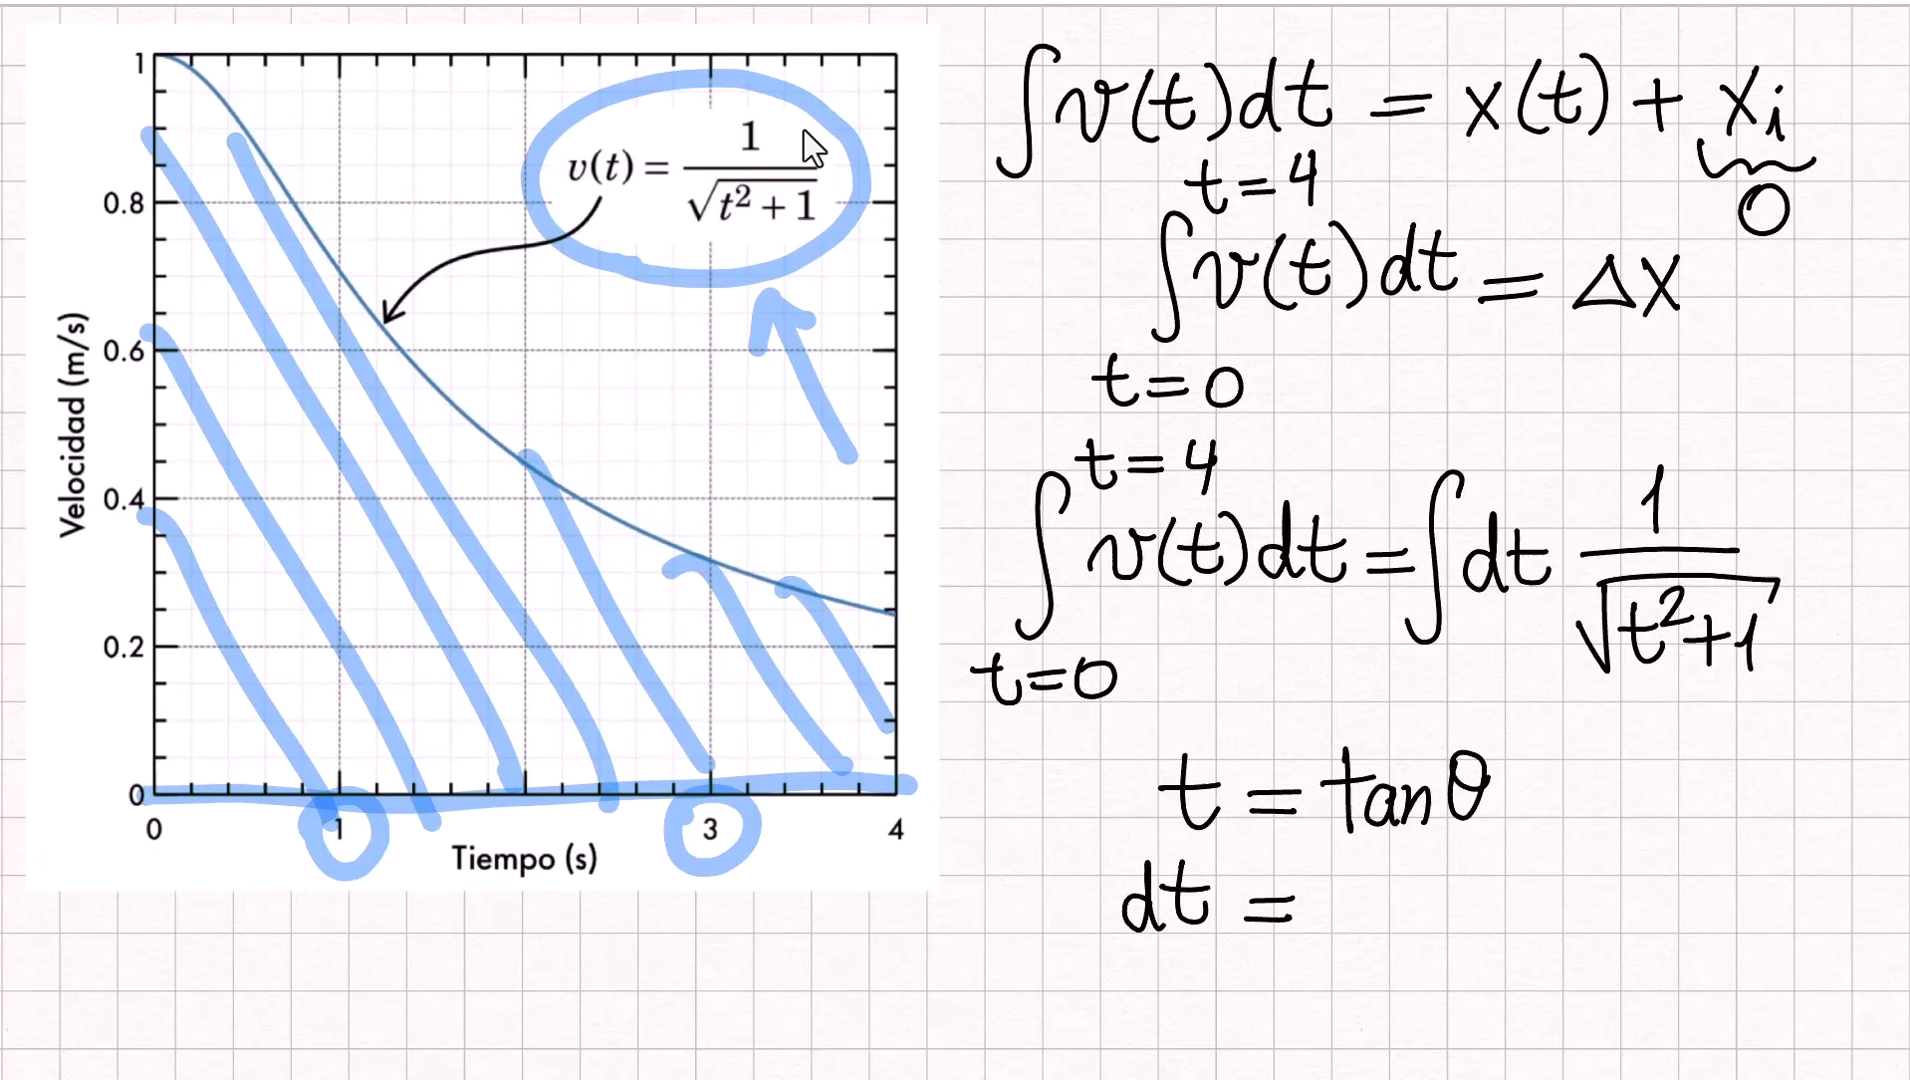 1
0.8
0.6
0.4
0.2
0
0 1 3 4
Velocidad (m/s)
Tiempo (s)
v(t) = 1 / √(t² + 1)
∫v(t)dt = x(t) + xi
0
t=4
∫v(t)dt = Δx
t=0
t=4
∫v(t)dt = ∫dt 1 / √(t²+1)
t=0
t = tanθ
dt =